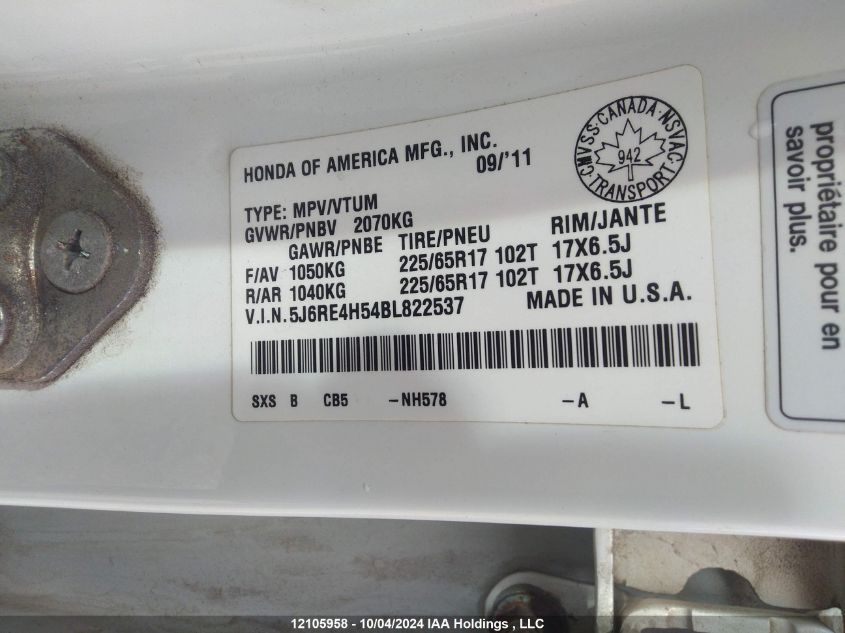 HONDA OF AMERICA MFG., INC.
09/'11
CMVSS·CANADA·NSVAC
942
·TRANSPORT·
TYPE: MPV/VTUM
GVWR/PNBV 2070KG
GAWR/PNBE TIRE/PNEU RIM/JANTE
F/AV 1050KG 225/65R17 102T 17X6.5J
R/AR 1040KG 225/65R17 102T 17X6.5J
V.I.N. 5J6RE4H54BL822537 MADE IN U.S.A.
SXS B CB5 -NH578 -A -L
propriétaire pour en
savoir plus.
12105958 - 10/04/2024 IAA Holdings , LLC